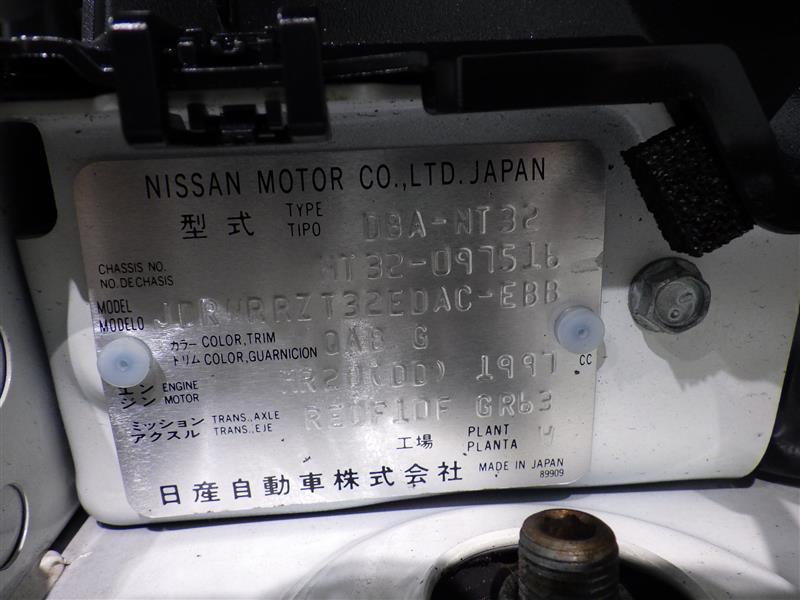 NISSAN MOTOR CO.,LTD. JAPAN
型式 TYPE TIPO DBA-NT32
CHASSIS NO. NO. DE CHASIS NT32-097516
MODEL MODELO
カラー COLOR, TRIM
トリム COLOR, GUARNICION QAB G
エンジン ENGINE MOTOR MR20(DD) 1997 CC
ミッション TRANS., AXLE
アクスル TRANS., EJE RE0F10F GR63
工場 PLANT PLANTA W
日産自動車株式会社 MADE IN JAPAN
89909